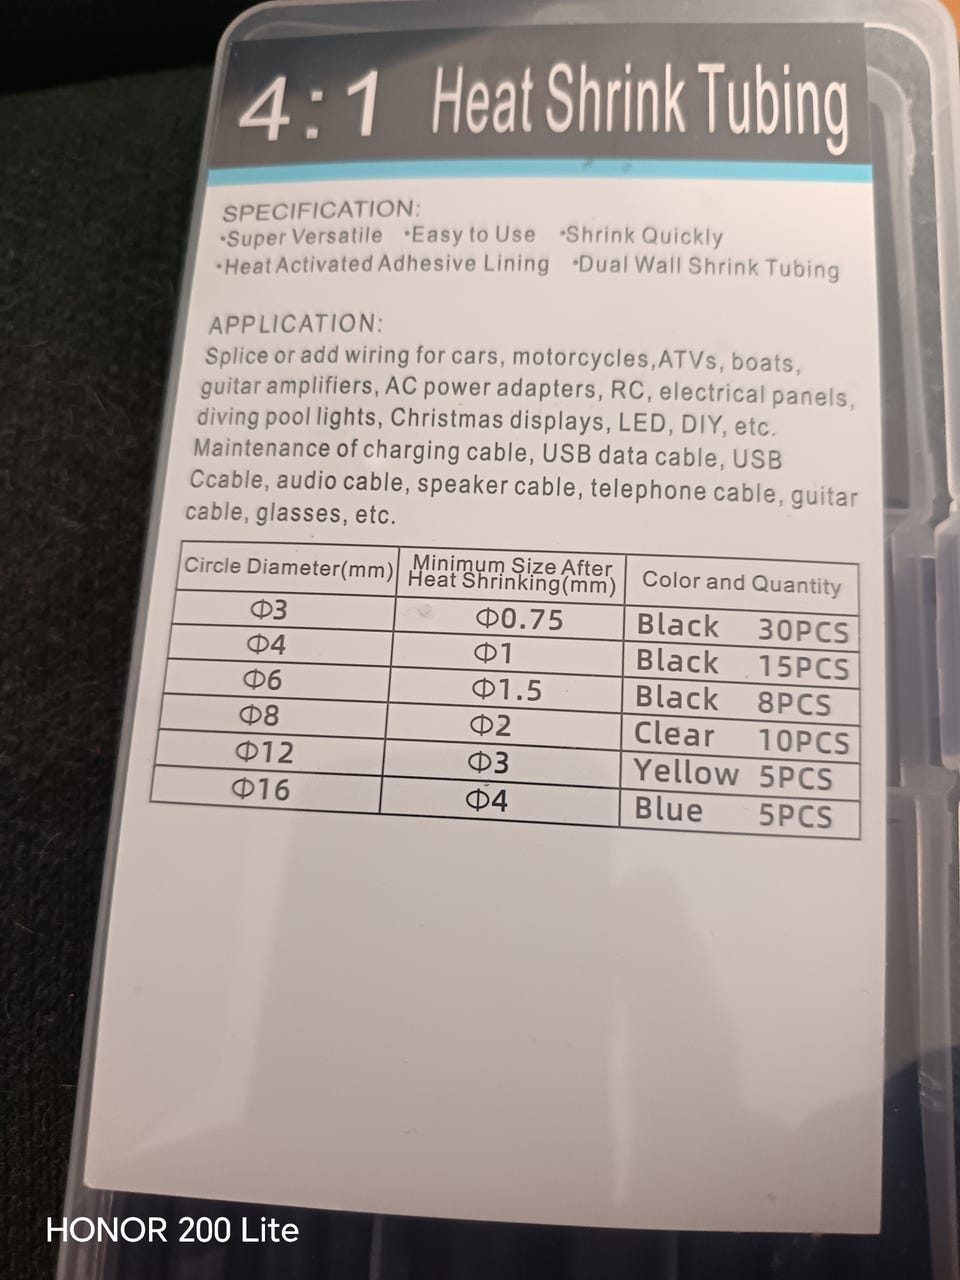 4:1 Heat Shrink Tubing
SPECIFICATION:
•Super Versatile •Easy to Use •Shrink Quickly
•Heat Activated Adhesive Lining •Dual Wall Shrink Tubing
APPLICATION:
Splice or add wiring for cars, motorcycles,ATVs, boats,
guitar amplifiers, AC power adapters, RC, electrical panels,
diving pool lights, Christmas displays, LED, DIY, etc.
Maintenance of charging cable, USB data cable, USB
Ccable, audio cable, speaker cable, telephone cable, guitar
cable, glasses, etc.
Circle Diameter(mm) Minimum Size After Heat Shrinking(mm) Color and Quantity
Φ3 Φ0.75 Black 30PCS
Φ4 Φ1 Black 15PCS
Φ6 Φ1.5 Black 8PCS
Φ8 Φ2 Clear 10PCS
Φ12 Φ3 Yellow 5PCS
Φ16 Φ4 Blue 5PCS
HONOR 200 Lite